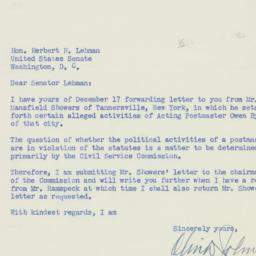 Hon. Herbert H. Lehman
United States Senate
Washington, D. C.
Dear Senator Lehman:
I have yours of December 17 forwarding letter to you from Mr.
Mansfield Showers of Tannersville, New York, in which he set
forth certain alleged activities of Acting Postmaster Owen
of that city.
The question of whether the political activities of a postmas
are in violation of the statutes is a matter to be determined
primarily by the Civil Service Commission.
Therefore, I am submitting Mr. Showers' letter to the chairma
of the Commission and will write you further when I have a r
from Mr. Ramspeck at which time I shall also return Mr. Showe
letter as requested.
With kindest regards, I am
Sincerely yours,
Olin D. Johns